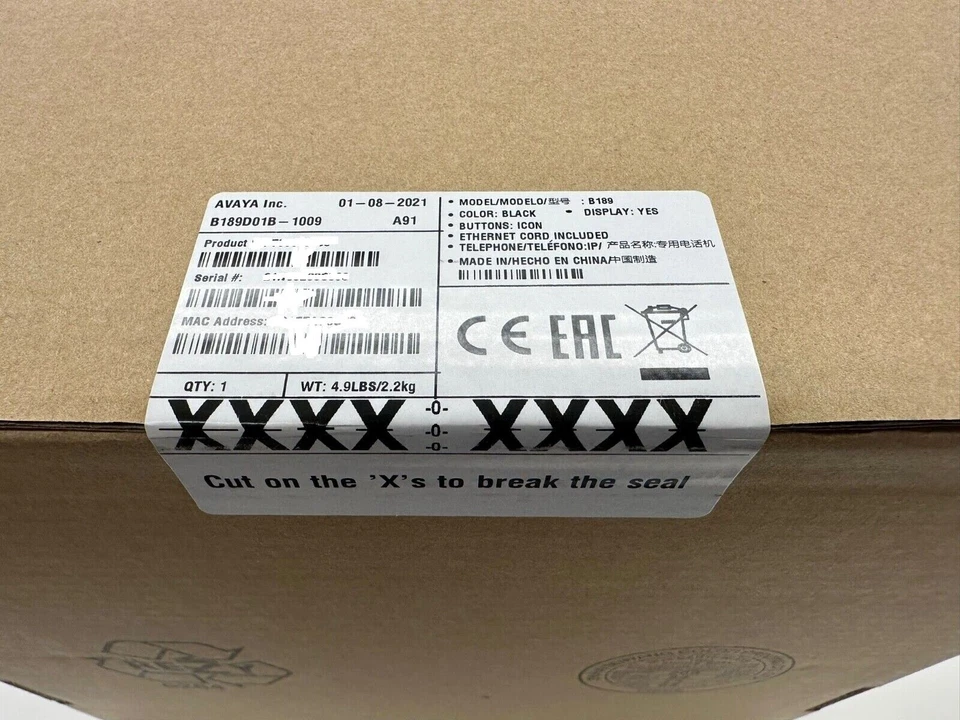 AVAYA Inc. 01-08-2021
B189D01B-1009 A91
Product
Serial #:
MAC Address:
QTY: 1 WT: 4.9LBS/2.2kg
• MODEL/MODELO/型号 : B189
• COLOR: BLACK • DISPLAY: YES
• BUTTONS: ICON
• ETHERNET CORD INCLUDED
• TELEPHONE/TELÉFONO:IP/ 产品名称:专用电话机
• MADE IN/HECHO EN CHINA/中国制造
CE EAC
XXXX -0- XXXX
-0-
-0-
Cut on the 'X's to break the seal